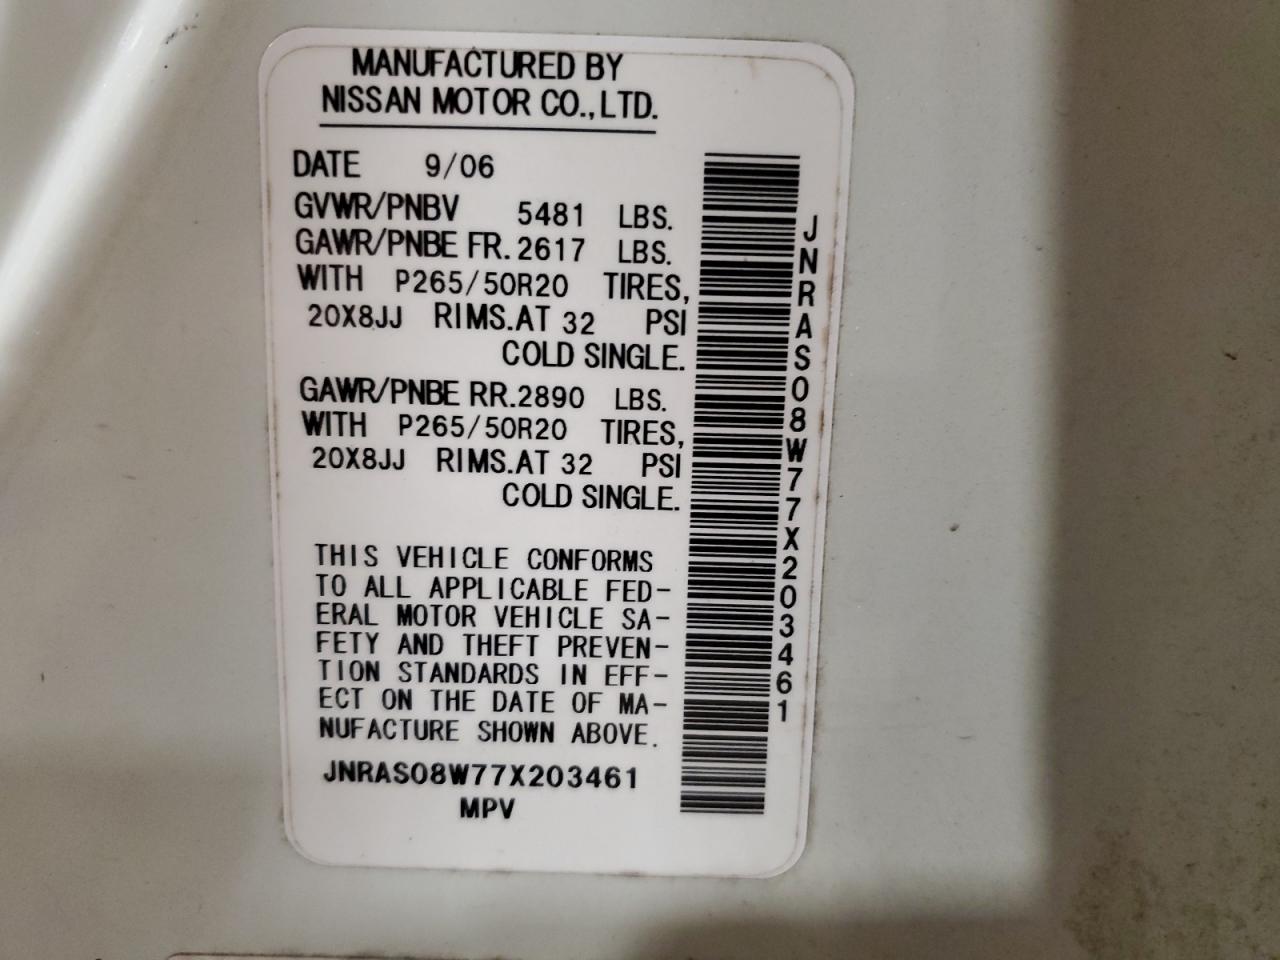 MANUFACTURED BY
NISSAN MOTOR CO., LTD.
DATE 9/06
GVWR/PNBV 5481 LBS.
GAWR/PNBE FR. 2617 LBS.
WITH P265/50R20 TIRES,
20X8JJ RIMS. AT 32 PSI
COLD SINGLE.
GAWR/PNBE RR. 2890 LBS.
WITH P265/50R20 TIRES,
20X8JJ RIMS. AT 32 PSI
COLD SINGLE.
THIS VEHICLE CONFORMS
TO ALL APPLICABLE FED-
ERAL MOTOR VEHICLE SA-
FETY AND THEFT PREVEN-
TION STANDARDS IN EFF-
ECT ON THE DATE OF MA-
NUFACTURE SHOWN ABOVE.
JNRAS08W77X203461
MPV
JNRAS08W77X203461